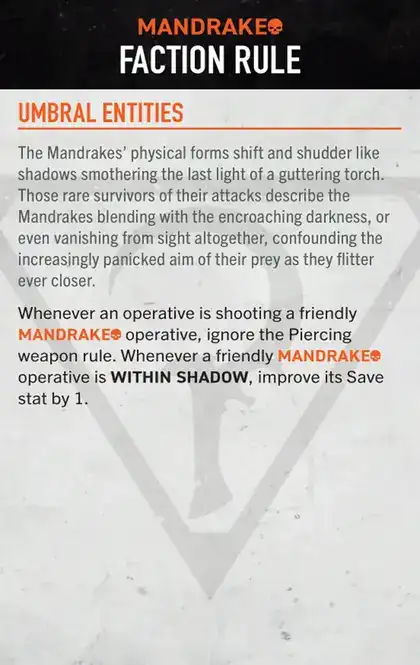 MANDRAKE
FACTION RULE
UMBRAL ENTITIES
The Mandrakes' physical forms shift and shudder like
shadows smothering the last light of a guttering torch.
Those rare survivors of their attacks describe the
Mandrakes blending with the encroaching darkness, or
even vanishing from sight altogether, confounding the
increasingly panicked aim of their prey as they flitter
ever closer.
Whenever an operative is shooting a friendly
MANDRAKE operative, ignore the Piercing
weapon rule. Whenever a friendly MANDRAKE
operative is WITHIN SHADOW, improve its Save
stat by 1.